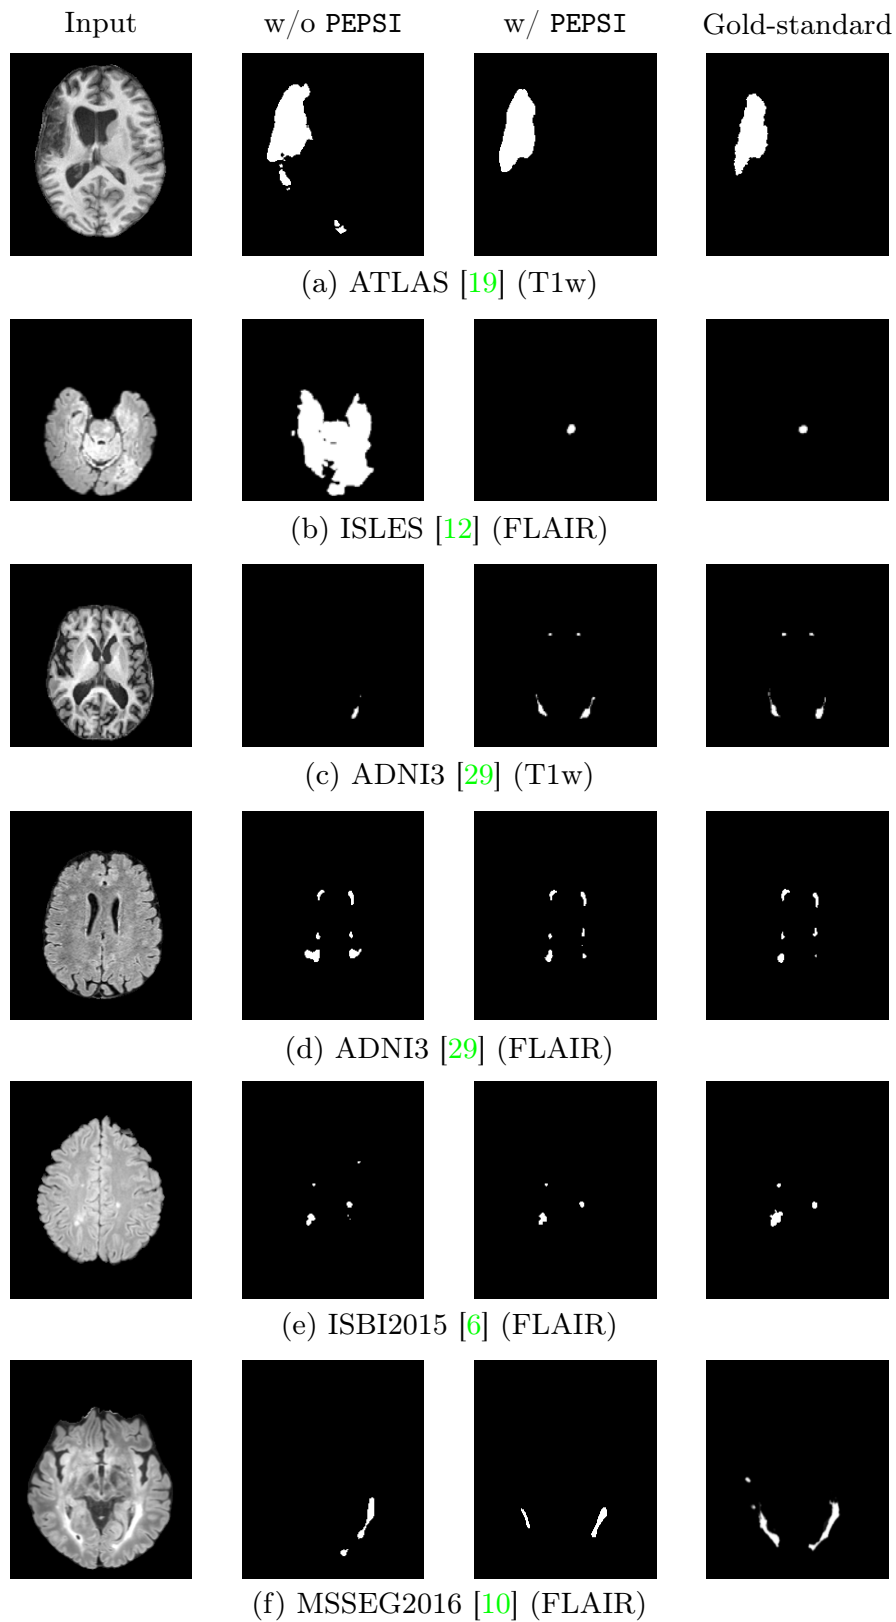 Input w/o PEPSI w/ PEPSI Gold-standard
(a) ATLAS [19] (T1w)
(b) ISLES [12] (FLAIR)
(c) ADNI3 [29] (T1w)
(d) ADNI3 [29] (FLAIR)
(e) ISBI2015 [6] (FLAIR)
(f) MSSEG2016 [10] (FLAIR)